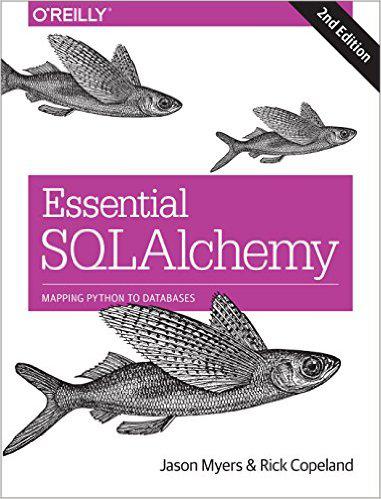 O'REILLY®
2nd Edition
Essential
SQLAlchemy
MAPPING PYTHON TO DATABASES
Jason Myers & Rick Copeland